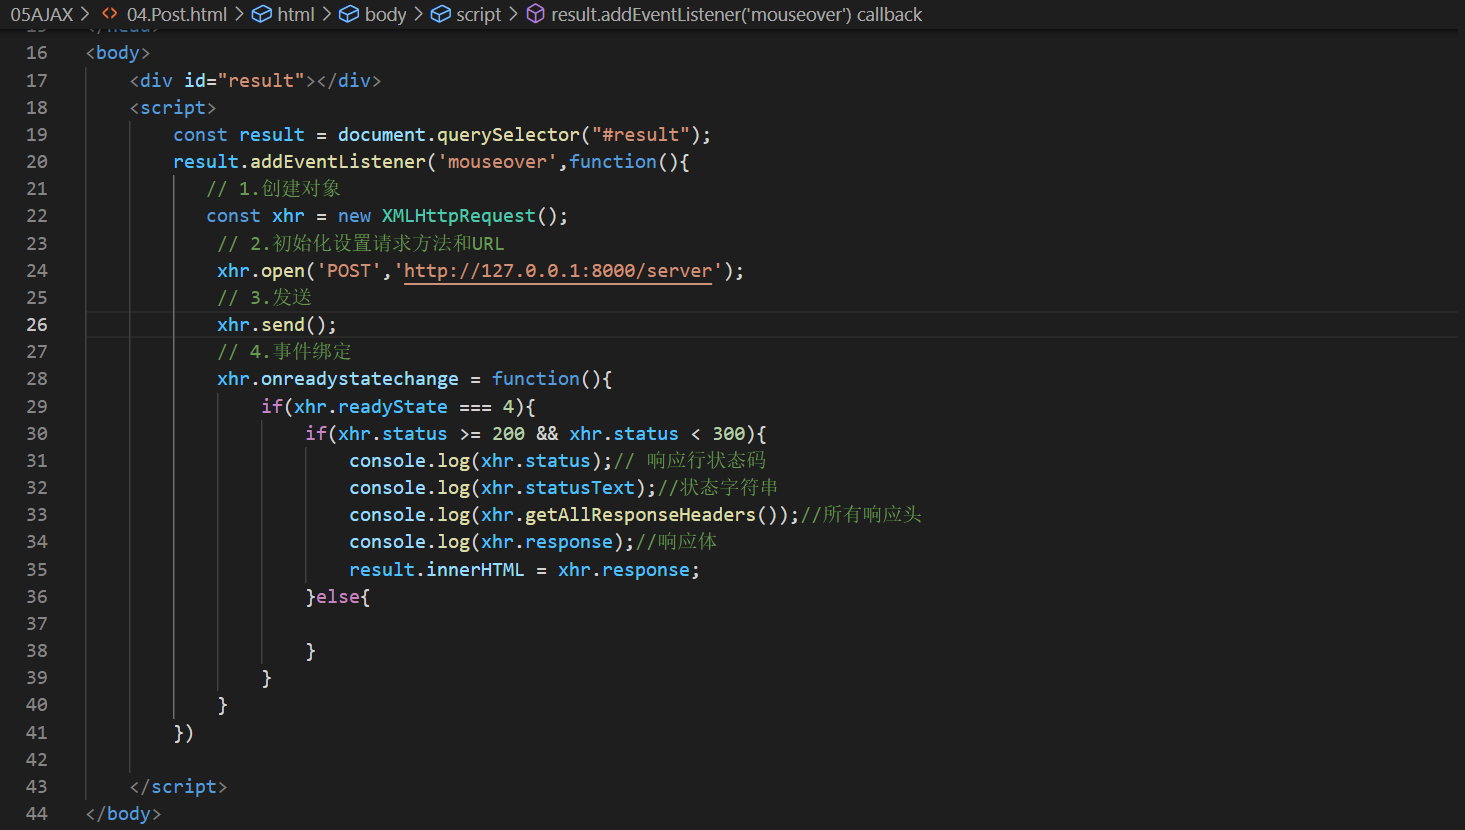 05AJAX > <> 04.Post.html > html > body > script > result.addEventListener('mouseover') callback
15 </head>
16 <body>
17 <div id="result"></div>
18 <script>
19 const result = document.querySelector("#result");
20 result.addEventListener('mouseover',function(){
21 // 1.创建对象
22 const xhr = new XMLHttpRequest();
23 // 2.初始化设置请求方法和URL
24 xhr.open('POST','http://127.0.0.1:8000/server');
25 // 3.发送
26 xhr.send();
27 // 4.事件绑定
28 xhr.onreadystatechange = function(){
29 if(xhr.readyState === 4){
30 if(xhr.status >= 200 && xhr.status < 300){
31 console.log(xhr.status);// 响应行状态码
32 console.log(xhr.statusText);//状态字符串
33 console.log(xhr.getAllResponseHeaders());//所有响应头
34 console.log(xhr.response);//响应体
35 result.innerHTML = xhr.response;
36 }else{
37
38 }
39 }
40 }
41 })
42
43 </script>
44 </body>